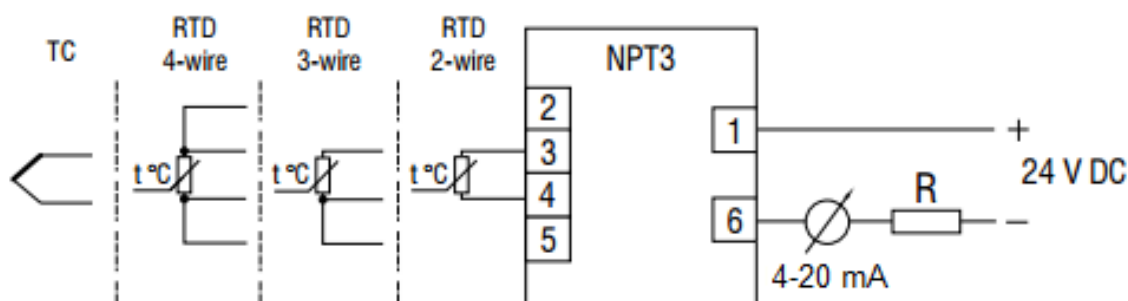 TC
RTD
4-wire
RTD
3-wire
RTD
2-wire
NPT3
t °C
t °C
t °C
2
3
4
5
1
6
+
24 V DC
R
−
4-20 mA